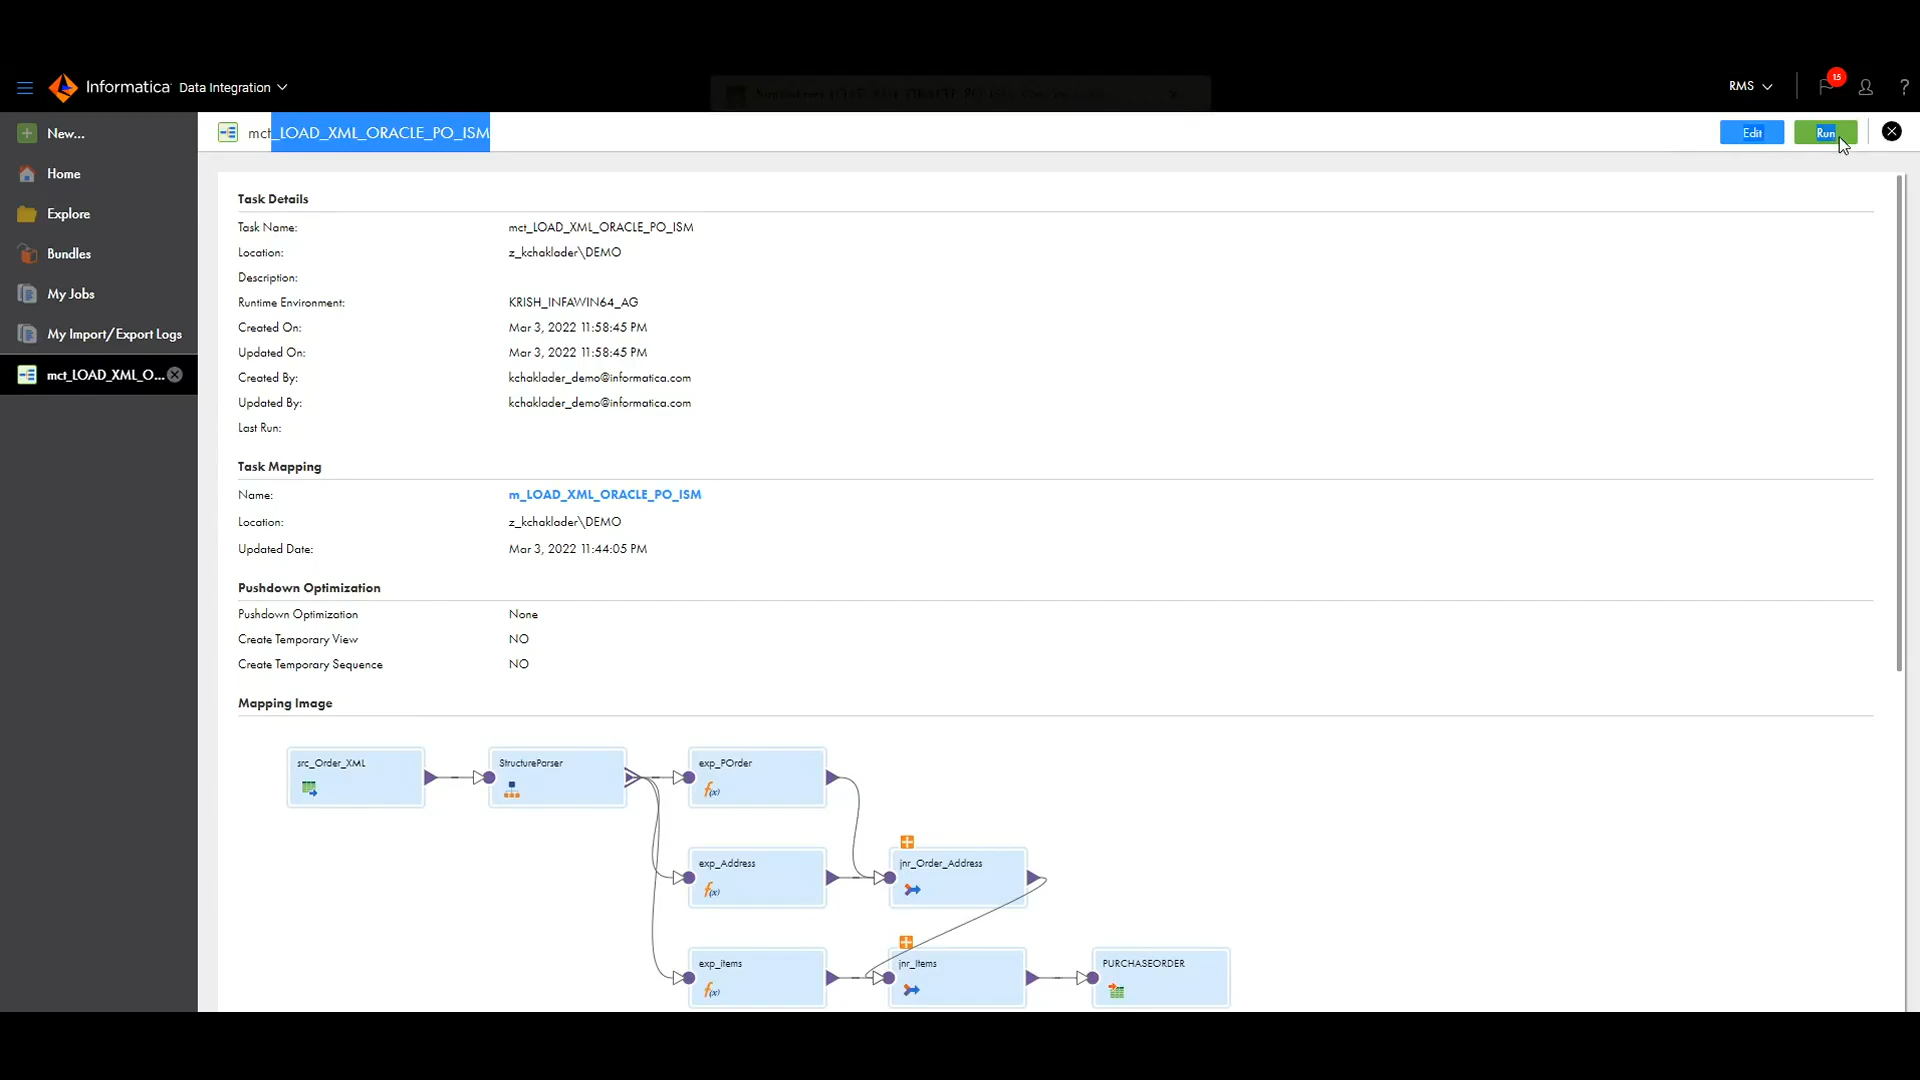 Informatica Data Integration
RMS
15
?
New...
Home
Explore
Bundles
My Jobs
My Import/Export Logs
mct_LOAD_XML_O...
mct_LOAD_XML_ORACLE_PO_ISM
Edit
Run
Task Details
Task Name: mct_LOAD_XML_ORACLE_PO_ISM
Location: z_kchaklader\DEMO
Description:
Runtime Environment: KRISH_INFAWIN64_AG
Created On: Mar 3, 2022 11:58:45 PM
Updated On: Mar 3, 2022 11:58:45 PM
Created By: kchaklader_demo@informatica.com
Updated By: kchaklader_demo@informatica.com
Last Run:
Task Mapping
Name: m_LOAD_XML_ORACLE_PO_ISM
Location: z_kchaklader\DEMO
Updated Date: Mar 3, 2022 11:44:05 PM
Pushdown Optimization
Pushdown Optimization None
Create Temporary View NO
Create Temporary Sequence NO
Mapping Image
src_Order_XML
StructureParser
exp_POrder
f(x)
exp_Address
f(x)
jnr_Order_Address
exp_items
f(x)
jnr_Items
PURCHASEORDER